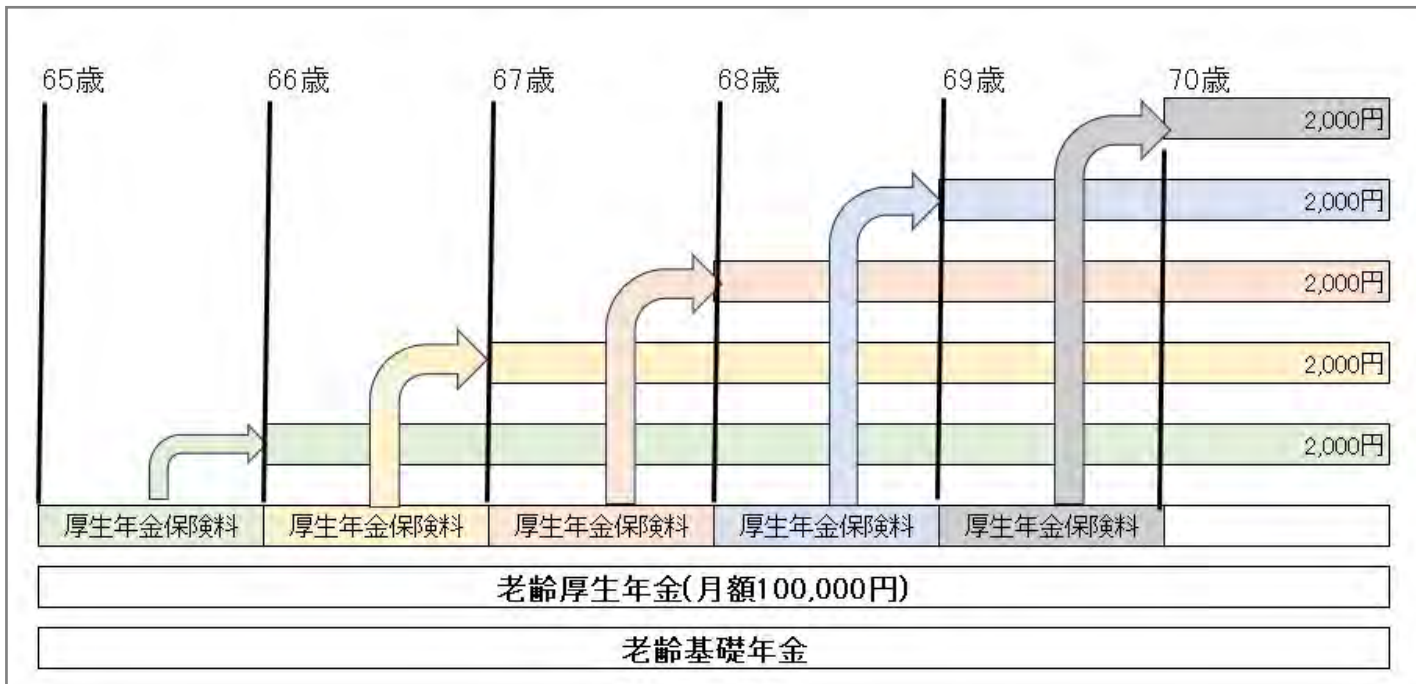 65歳 66歳 67歳 68歳 69歳 70歳
2,000円
2,000円
2,000円
2,000円
2,000円
厚生年金保険料 厚生年金保険料 厚生年金保険料 厚生年金保険料 厚生年金保険料
老齢厚生年金(月額100,000円)
老齢基礎年金